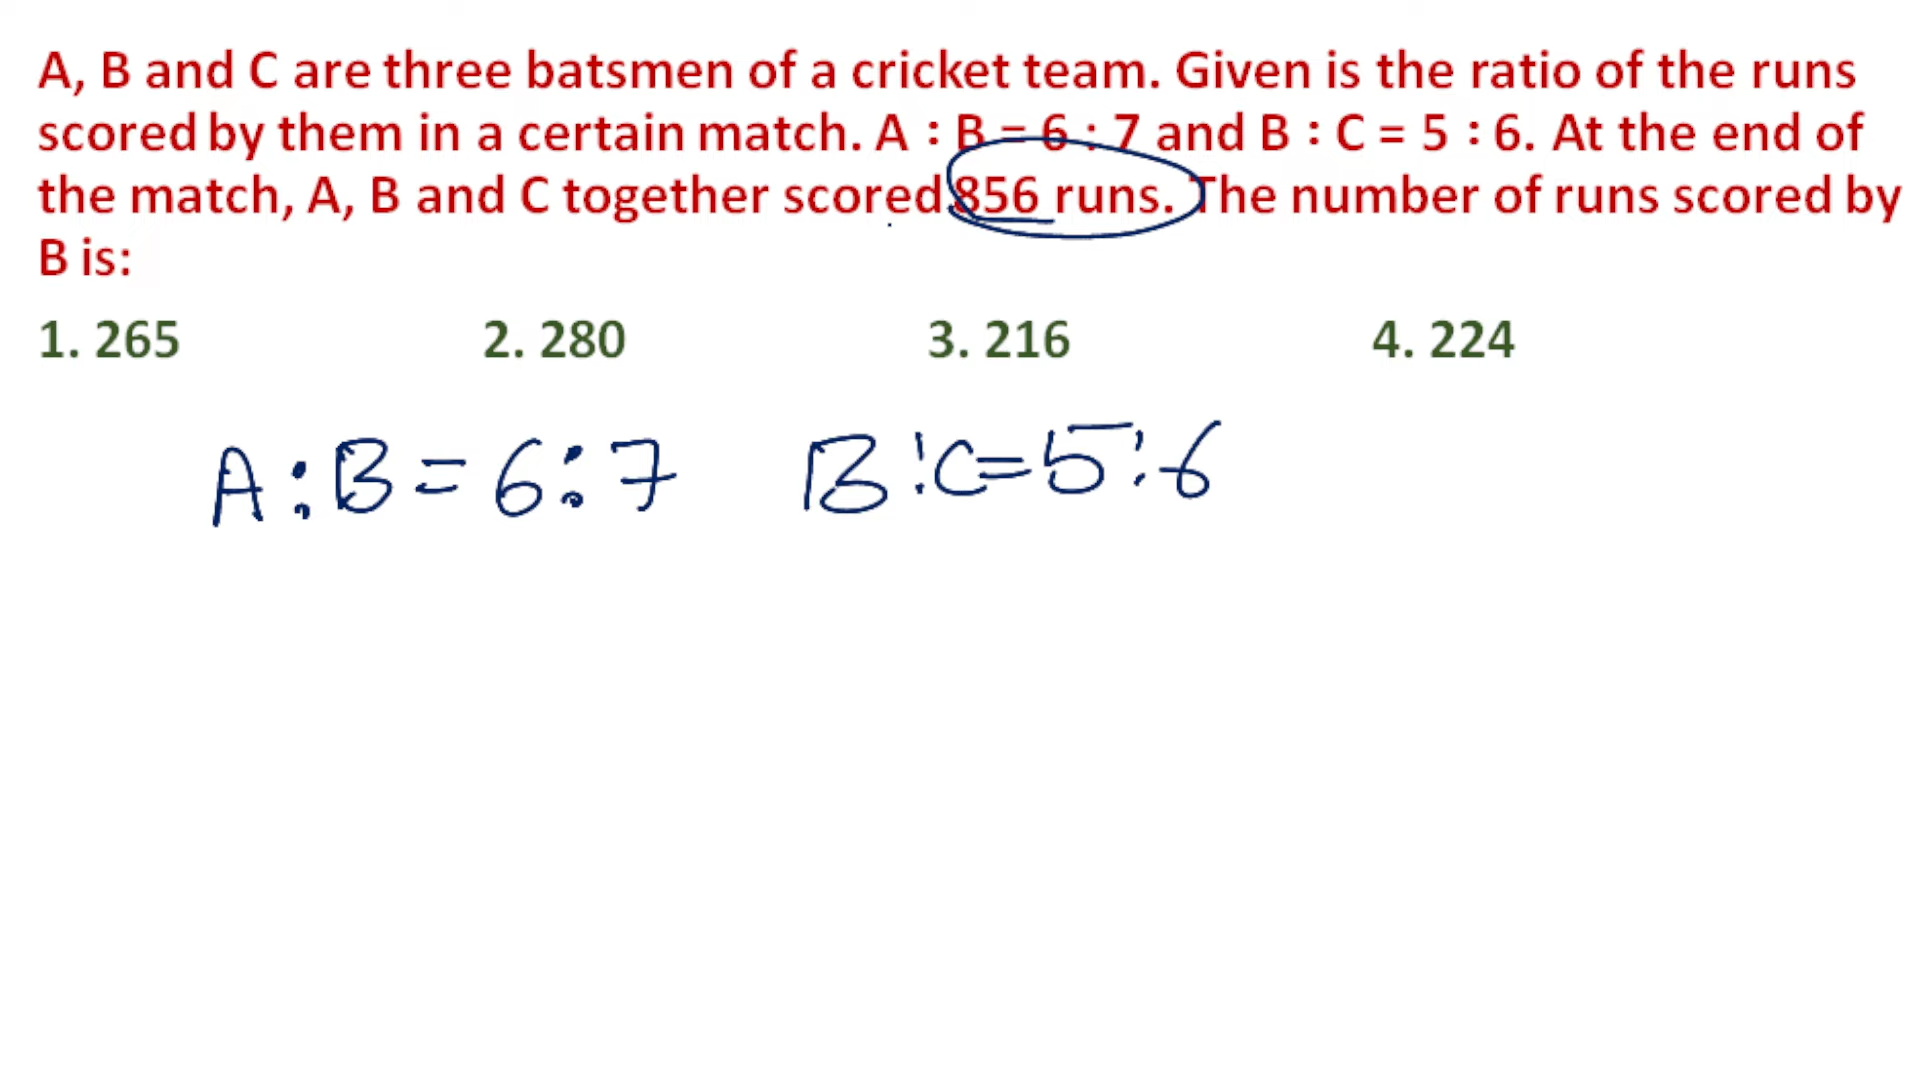 A, B and C are three batsmen of a cricket team. Given is the ratio of the runs
scored by them in a certain match. A : B = 6 : 7 and B : C = 5 : 6. At the end of
the match, A, B and C together scored 856 runs. The number of runs scored by
B is:
1. 265 2. 280 3. 216 4. 224
A : B = 6 : 7 B : C = 5 : 6